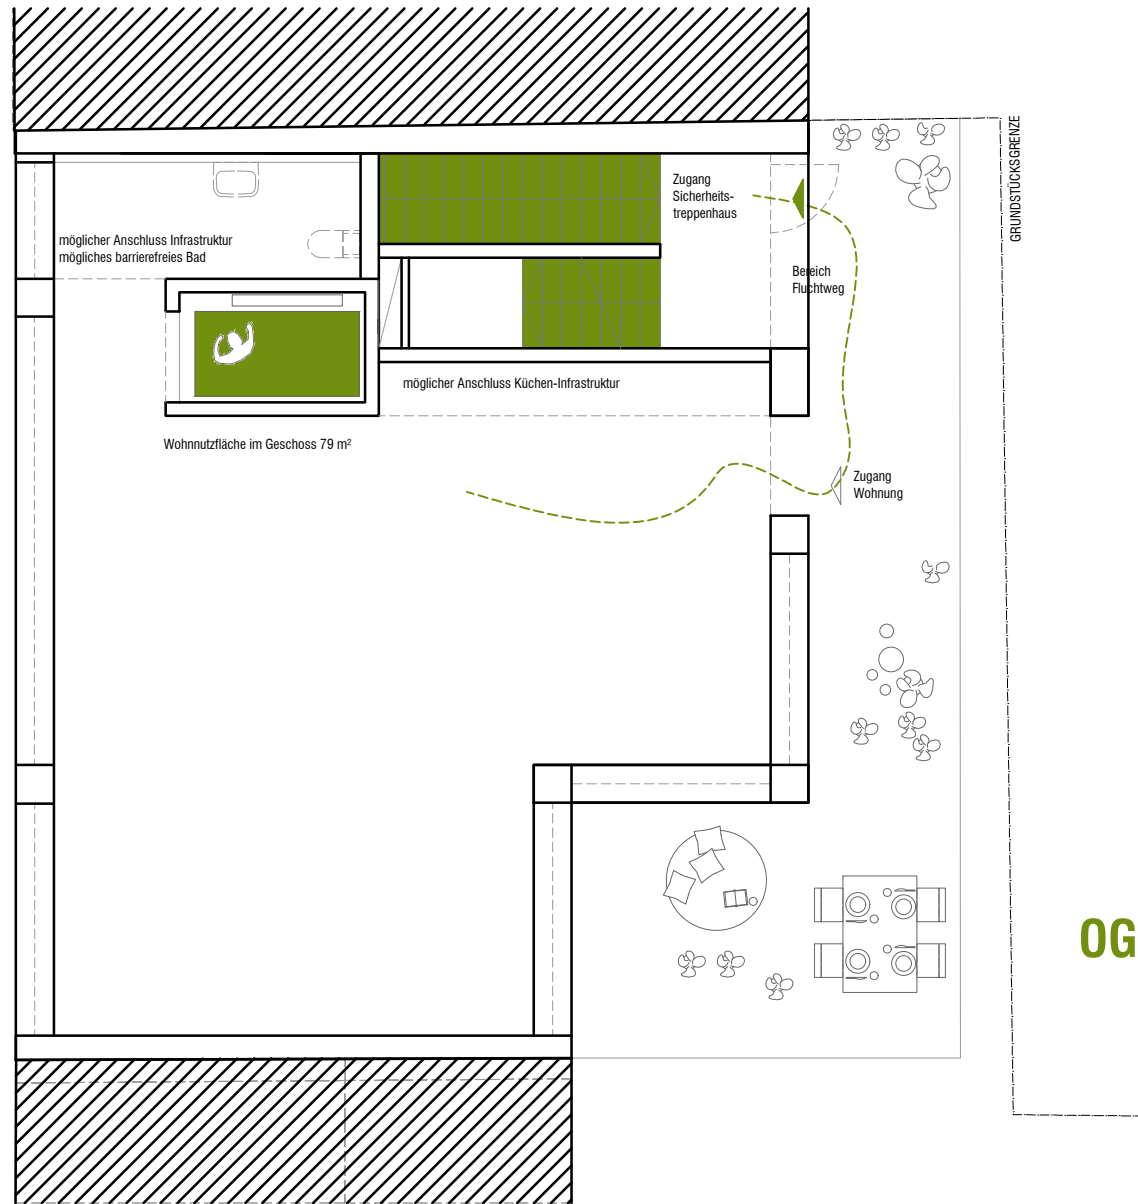 GRUNDSTÜCKSGRENZE
Zugang
Sicherheits-
treppenhaus
möglicher Anschluss Infrastruktur
mögliches barrierefreies Bad
Bereich
Fluchtweg
möglicher Anschluss Küchen-Infrastruktur
Wohnnutzfläche im Geschoss 79 m²
Zugang
Wohnung
OG